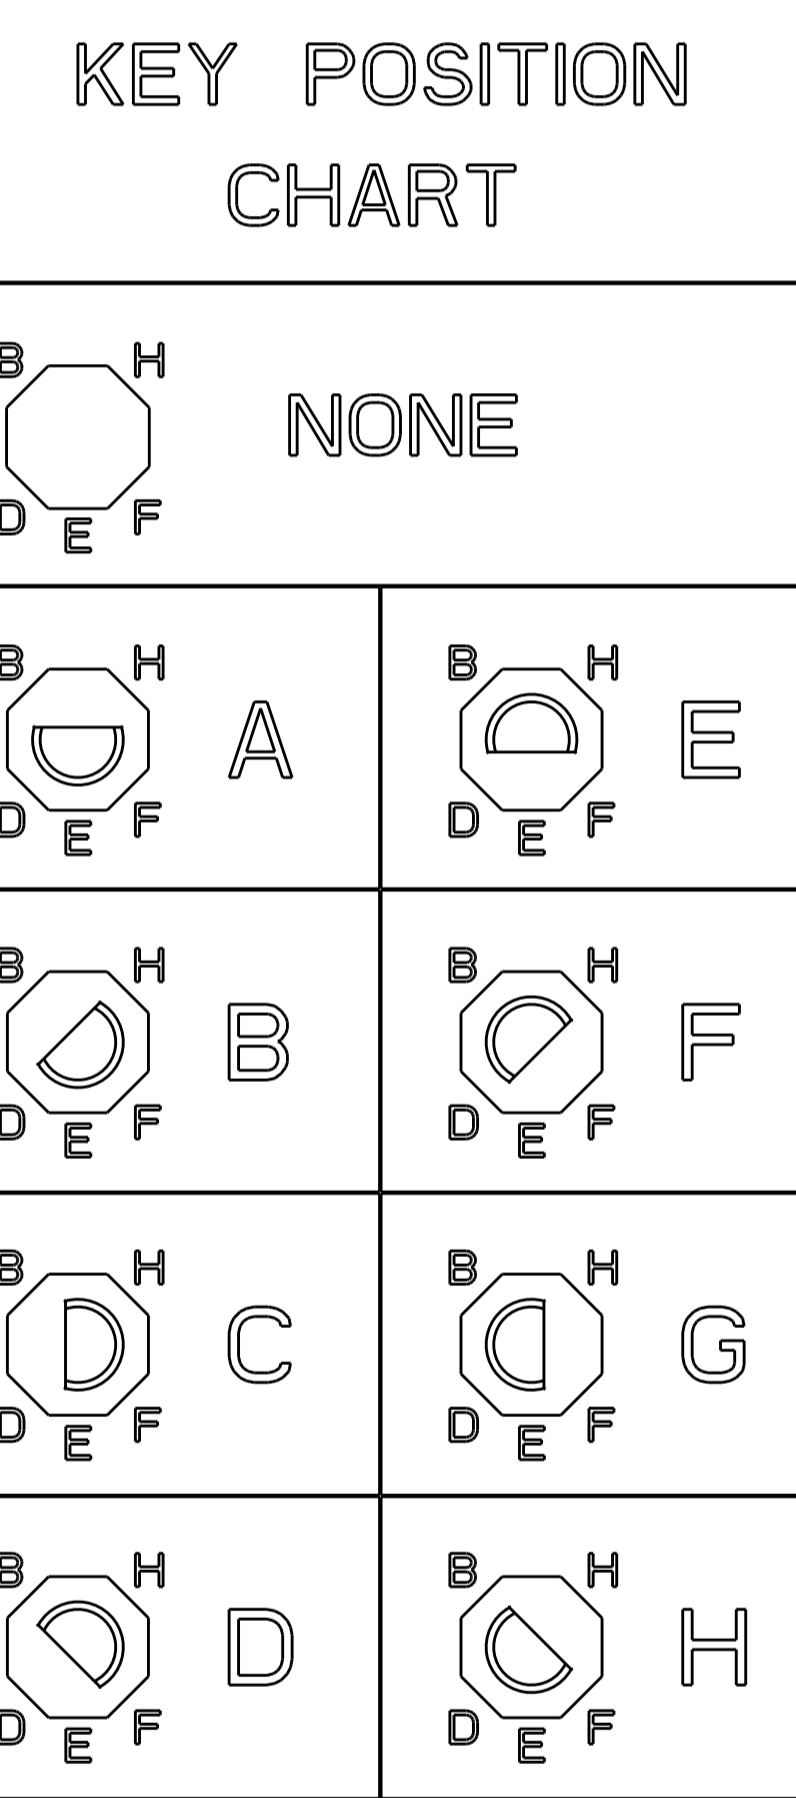 KEY POSITION
CHART
B H
NONE
D E F
B H B H
A E
D E F D E F
B H B H
B F
D E F D E F
B H B H
C G
D E F D E F
B H B H
D H
D E F D E F